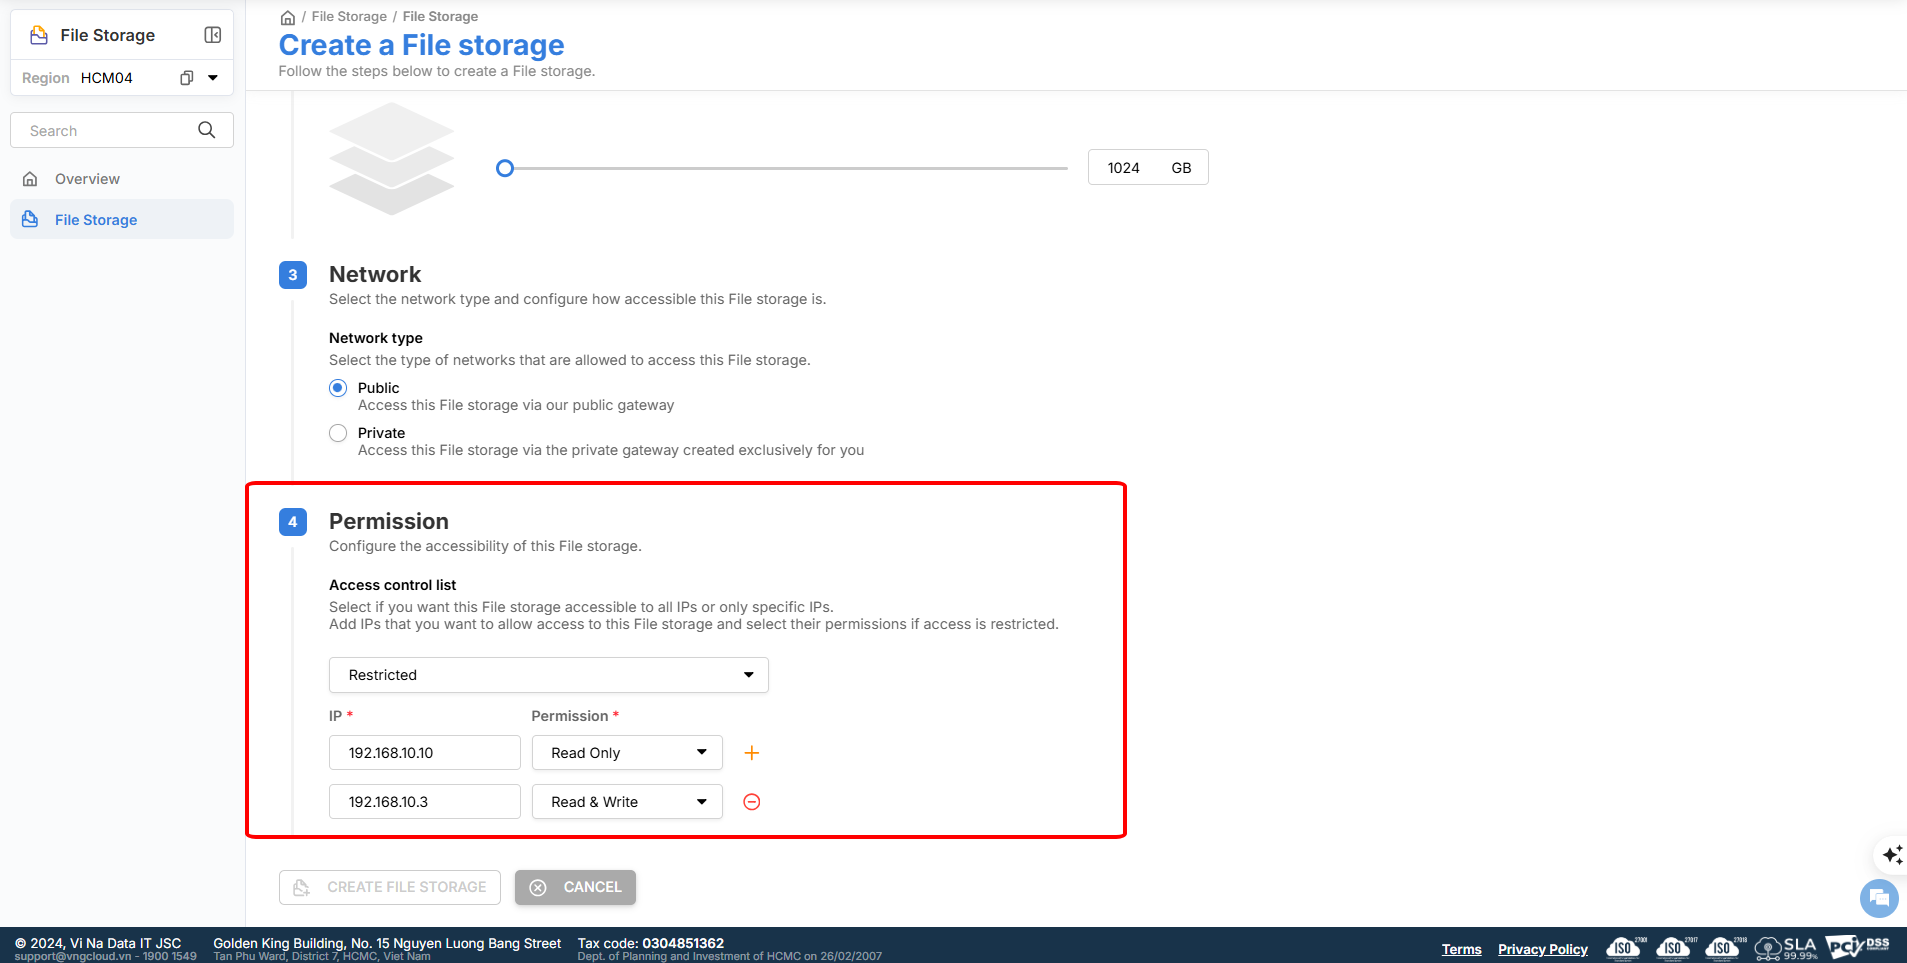 File Storage
Region HCM04
Search
Overview
File Storage
/ File Storage / File Storage
Create a File storage
Follow the steps below to create a File storage.
1024 GB
3 Network
Select the network type and configure how accessible this File storage is.
Network type
Select the type of networks that are allowed to access this File storage.
Public
Access this File storage via our public gateway
Private
Access this File storage via the private gateway created exclusively for you
4 Permission
Configure the accessibility of this File storage.
Access control list
Select if you want this File storage accessible to all IPs or only specific IPs.
Add IPs that you want to allow access to this File storage and select their permissions if access is restricted.
Restricted
IP * Permission *
192.168.10.10 Read Only
192.168.10.3 Read & Write
CREATE FILE STORAGE CANCEL
© 2024, Vi Na Data IT JSC
support@vngcloud.vn - 1900 1549
Golden King Building, No. 15 Nguyen Luong Bang Street
Tan Phu Ward, District 7, HCMC, Viet Nam
Tax code: 0304851362
Dept. of Planning and Investment of HCMC on 26/02/2007
Terms Privacy Policy
ISO 27001
ISO 27017
ISO 27018
SLA
99.99%
PCI DSS